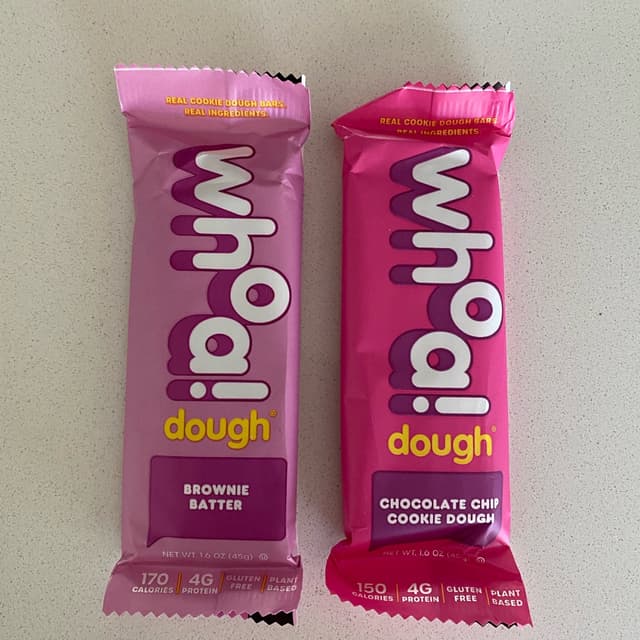 REAL COOKIE DOUGH BARS
REAL INGREDIENTS
whoa!
dough®
BROWNIE
BATTER
NET WT. 1.6 OZ (45g)
170 CALORIES | 4G PROTEIN | GLUTEN FREE | PLANT BASED
REAL COOKIE DOUGH BARS
REAL INGREDIENTS
whoa!
dough®
CHOCOLATE CHIP
COOKIE DOUGH
NET WT. 1.6 OZ
150 CALORIES | 4G PROTEIN | GLUTEN FREE | PLANT BASED